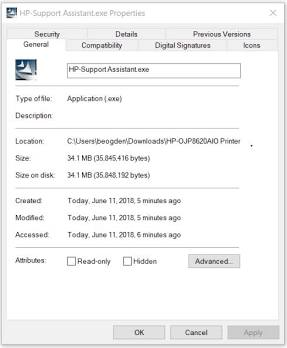 HP-Support Assistant.exe Properties
Security Details Previous Versions
General Compatibility Digital Signatures Icons
HP-Support Assistant.exe
Type of file: Application (.exe)
Description:
Location: C:\Users\beogden\Downloads\HP-OJP8620AIO Printer
Size: 34.1 MB (35,845,416 bytes)
Size on disk: 34.1 MB (35,848,192 bytes)
Created: Today, June 11, 2018, 5 minutes ago
Modified: Today, June 11, 2018, 5 minutes ago
Accessed: Today, June 11, 2018, 6 minutes ago
Attributes: Read-only Hidden Advanced...
OK Cancel Apply